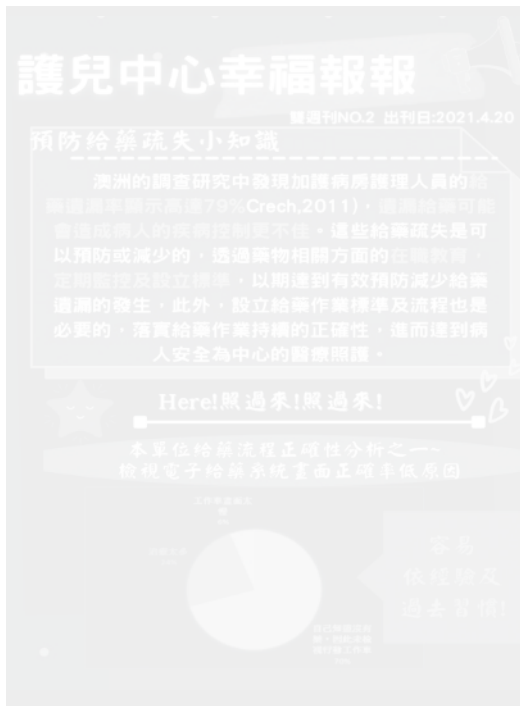 護兒中心幸福報報
雙週刊NO.2 出刊日:2021.4.20
預防給藥疏失小知識
澳洲的調查研究中發現加護病房護理人員的給
藥遺漏率顯示高達79%Crech,2011)，遺漏給藥可能
會造成病人的疾病控制更不佳。這些給藥疏失是可
以預防或減少的，透過藥物相關方面的在職教育，
定期監控及設立標準，以期達到有效預防減少給藥
遺漏的發生，此外，設立給藥作業標準及流程也是
必要的，落實給藥作業持續的正確性，進而達到病
人安全為中心的醫療照護。
Here!照過來!照過來!
本單位給藥流程正確性分析之一~
檢視電子給藥系統畫面正確率低原因
容易
依經驗及
過去習慣!